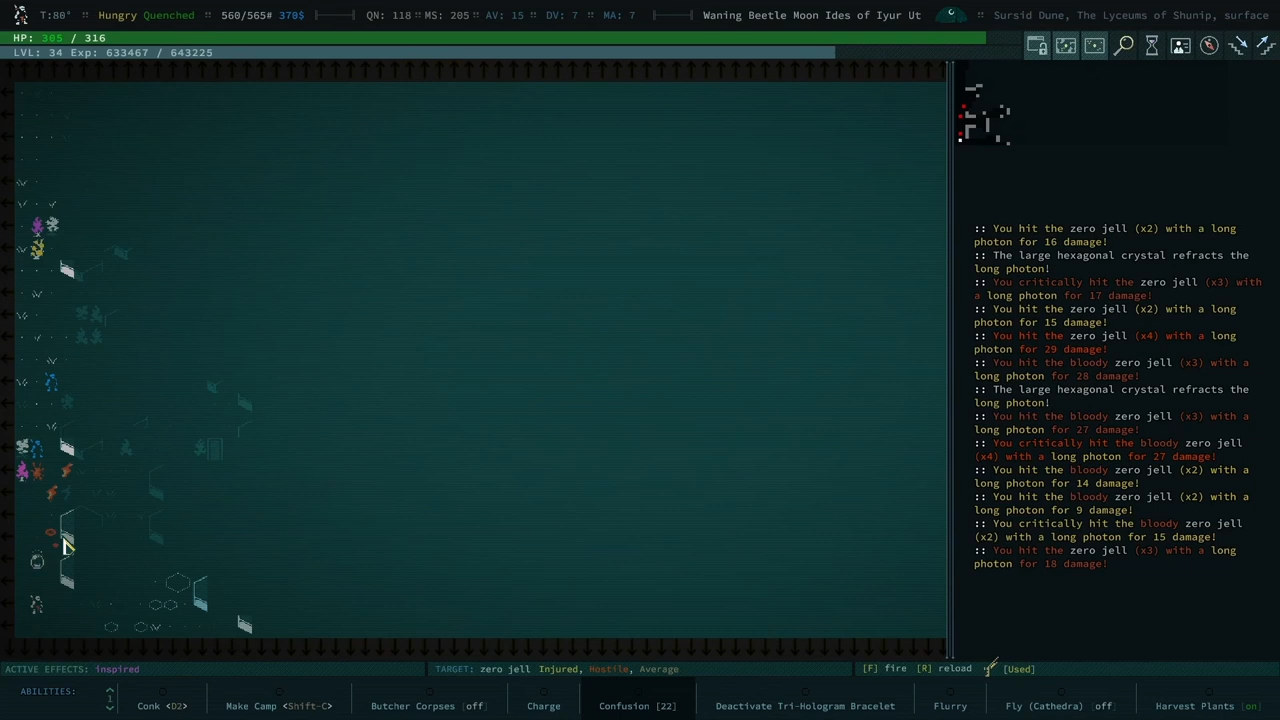 T:80° :: Hungry Quenched :: 560/565# 370$ QN: 118 :: MS: 205 :: AV: 15 :: DV: 7 :: MA: 7 Waning Beetle Moon Ides of Iyur Ut :: Sursid Dune, The Lyceums of Shunip, surface
HP: 305 / 316
LVL: 34 Exp: 633467 / 643225
:: You hit the zero jell (x2) with a long
photon for 16 damage!
:: The large hexagonal crystal refracts the
long photon!
:: You critically hit the zero jell (x3) with
a long photon for 17 damage!
:: You hit the zero jell (x2) with a long
photon for 15 damage!
:: You hit the zero jell (x4) with a long
photon for 29 damage!
:: You hit the bloody zero jell (x3) with a
long photon for 28 damage!
:: The large hexagonal crystal refracts the
long photon!
:: You hit the bloody zero jell (x3) with a
long photon for 27 damage!
:: You critically hit the bloody zero jell
(x4) with a long photon for 27 damage!
:: You hit the bloody zero jell (x2) with a
long photon for 14 damage!
:: You hit the bloody zero jell (x2) with a
long photon for 9 damage!
:: You critically hit the bloody zero jell
(x2) with a long photon for 15 damage!
:: You hit the zero jell (x3) with a long
photon for 18 damage!
ACTIVE EFFECTS: inspired
TARGET: zero jell Injured, Hostile, Average
[F] fire [R] reload [Used]
ABILITIES: 1 Conk <D2> Make Camp <Shift-C> Butcher Corpses [off] Charge Confusion [22] Deactivate Tri-Hologram Bracelet Flurry Fly (Cathedra) [off] Harvest Plants [on]